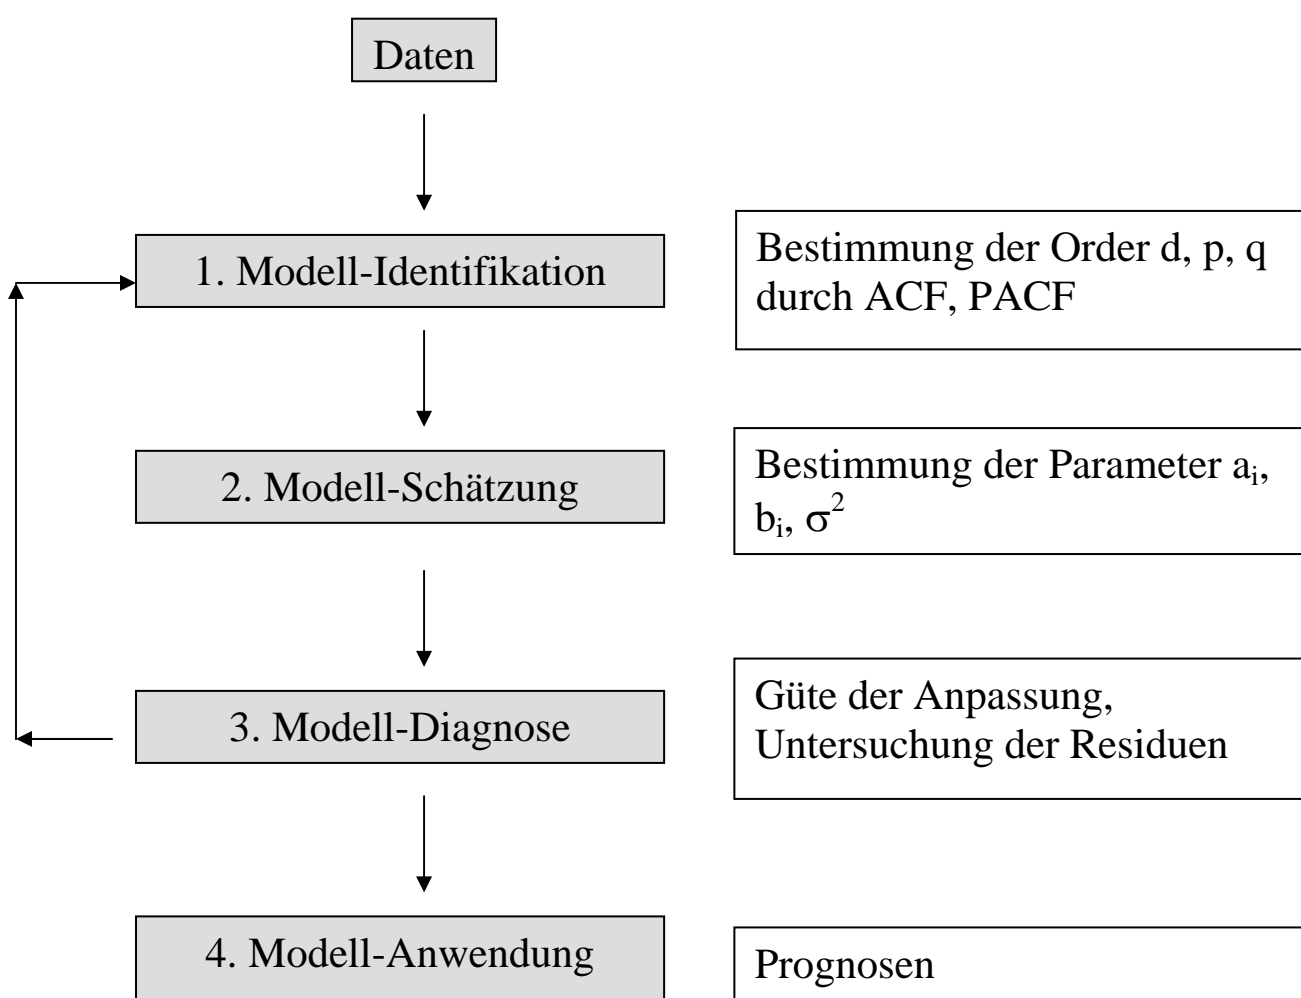 Daten
1. Modell-Identifikation
Bestimmung der Order d, p, q
durch ACF, PACF
2. Modell-Schätzung
Bestimmung der Parameter aᵢ,
bᵢ, σ²
3. Modell-Diagnose
Güte der Anpassung,
Untersuchung der Residuen
4. Modell-Anwendung
Prognosen